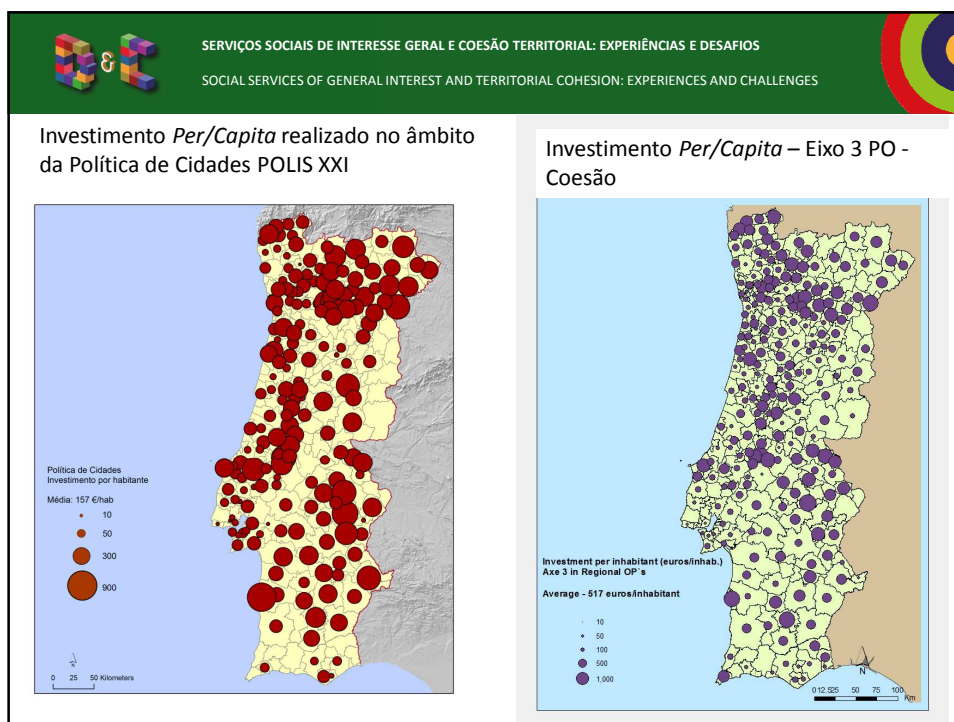 D & C
SERVIÇOS SOCIAIS DE INTERESSE GERAL E COESÃO TERRITORIAL: EXPERIÊNCIAS E DESAFIOS
SOCIAL SERVICES OF GENERAL INTEREST AND TERRITORIAL COHESION: EXPERIENCES AND CHALLENGES
Investimento Per/Capita realizado no âmbito
da Política de Cidades POLIS XXI
Política de Cidades
Investimento por habitante
Média: 157 €/hab
10
50
300
900
N
0 25 50 Kilometers
Investimento Per/Capita – Eixo 3 PO -
Coesão
Investment per inhabitant (euros/inhab.)
Axe 3 in Regional OP`s
Average - 517 euros/inhabitant
10
50
100
500
1,000
N
0 12.525 50 75 100
Km